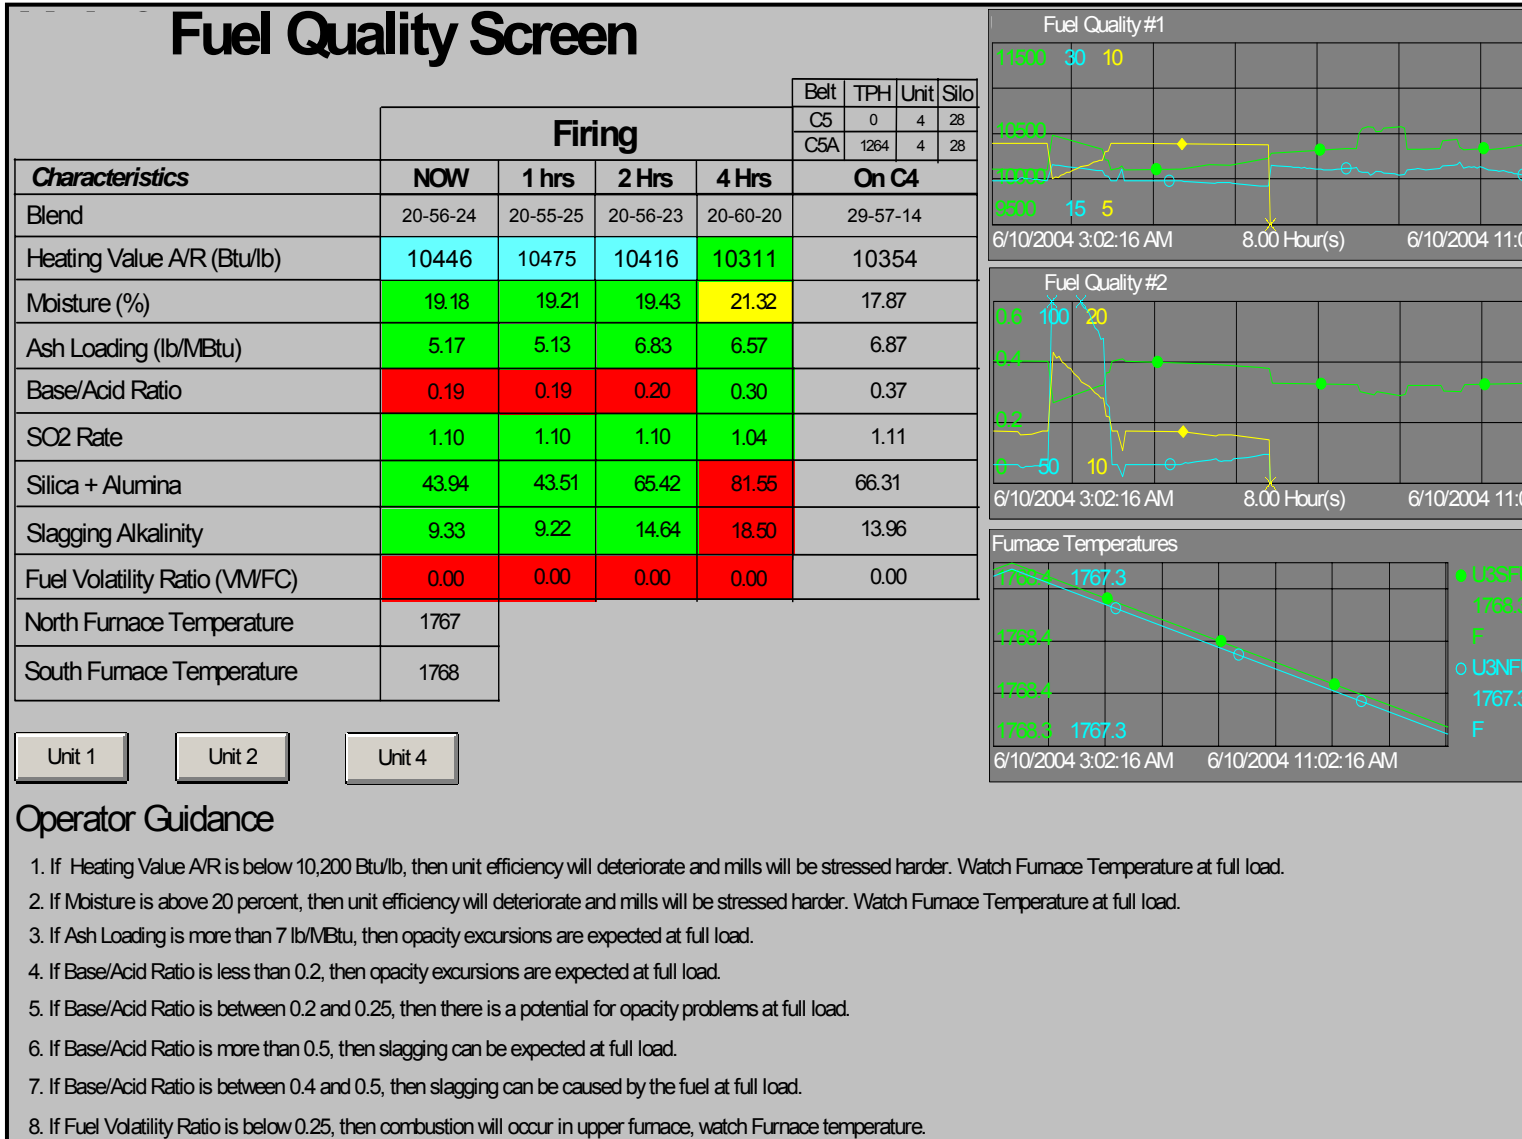 Fuel Quality Screen
Belt TPH Unit Silo
C5 0 4 28
C5A 1264 4 28
Firing
Characteristics NOW 1 hrs 2 Hrs 4 Hrs On C4
Blend 20-56-24 20-55-25 20-56-23 20-60-20 29-57-14
Heating Value A/R (Btu/lb) 10446 10475 10416 10311 10354
Moisture (%) 19.18 19.21 19.43 21.32 17.87
Ash Loading (lb/MBtu) 5.17 5.13 6.83 6.57 6.87
Base/Acid Ratio 0.19 0.19 0.20 0.30 0.37
SO2 Rate 1.10 1.10 1.10 1.04 1.11
Silica + Alumina 43.94 43.51 65.42 81.55 66.31
Slagging Alkalinity 9.33 9.22 14.64 18.50 13.96
Fuel Volatility Ratio (VM/FC) 0.00 0.00 0.00 0.00 0.00
North Furnace Temperature 1767
South Furnace Temperature 1768
Unit 1 Unit 2 Unit 4
Fuel Quality #1
11500 30 10
10500
10000
9500 15 5
6/10/2004 3:02:16 AM 8.00 Hour(s) 6/10/2004 11:0
Fuel Quality #2
0.6 100 20
0.4
0.2
0 50 10
6/10/2004 3:02:16 AM 8.00 Hour(s) 6/10/2004 11:0
Furnace Temperatures
1768.4 1767.3
1768.4
1768.4
1768.3 1767.3
U3SF
1768.3
F
U3NF
1767.3
F
6/10/2004 3:02:16 AM 6/10/2004 11:02:16 AM
Operator Guidance
1. If Heating Value A/R is below 10,200 Btu/lb, then unit efficiency will deteriorate and mills will be stressed harder. Watch Furnace Temperature at full load.
2. If Moisture is above 20 percent, then unit efficiency will deteriorate and mills will be stressed harder. Watch Furnace Temperature at full load.
3. If Ash Loading is more than 7 lb/MBtu, then opacity excursions are expected at full load.
4. If Base/Acid Ratio is less than 0.2, then opacity excursions are expected at full load.
5. If Base/Acid Ratio is between 0.2 and 0.25, then there is a potential for opacity problems at full load.
6. If Base/Acid Ratio is more than 0.5, then slagging can be expected at full load.
7. If Base/Acid Ratio is between 0.4 and 0.5, then slagging can be caused by the fuel at full load.
8. If Fuel Volatility Ratio is below 0.25, then combustion will occur in upper furnace, watch Furnace temperature.